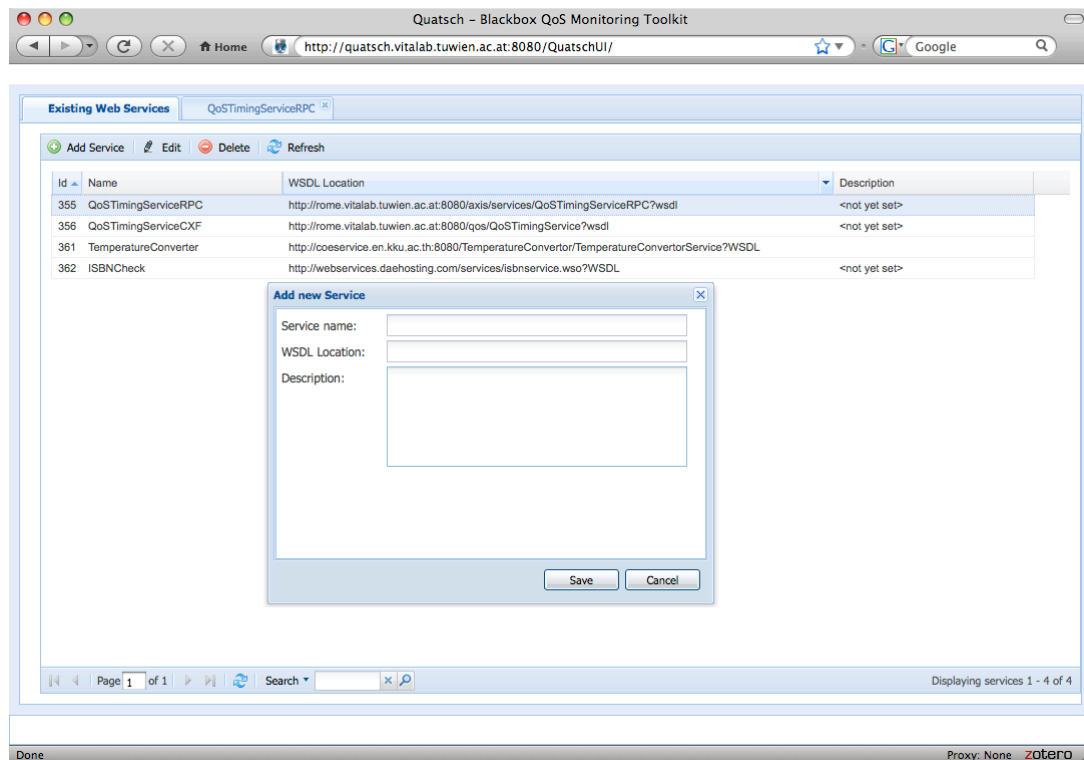 Quatsch – Blackbox QoS Monitoring Toolkit
Home http://quatsch.vitalab.tuwien.ac.at:8080/QuatschUI/ G Google
Existing Web Services QoSTimingServiceRPC
Add Service Edit Delete Refresh
Id Name WSDL Location Description
355 QoSTimingServiceRPC http://rome.vitalab.tuwien.ac.at:8080/axis/services/QoSTimingServiceRPC?wsdl <not yet set>
356 QoSTimingServiceCXF http://rome.vitalab.tuwien.ac.at:8080/qos/QoSTimingService?wsdl <not yet set>
361 TemperatureConverter http://coeservice.en.kku.ac.th:8080/TemperatureConvertor/TemperatureConvertorService?WSDL
362 ISBNCheck http://webservices.daehosting.com/services/isbnservice.wso?WSDL <not yet set>
Add new Service
Service name:
WSDL Location:
Description:
Save Cancel
Page 1 of 1 Search Displaying services 1 - 4 of 4
Done Proxy: None zotero